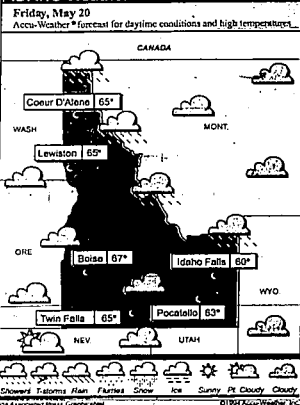 Friday, May 20
Accu-Weather® forecast for daytime conditions and high temperatures
CANADA
Coeur D'Alene 65°
WASH
MONT.
Lewiston 65°
ORE
Boise 67°
Idaho Falls 60°
WYO.
Twin Falls 65°
Pocatello 63°
NEV.
UTAH
Showers T-storms Rain Flurries Snow Ice Sunny Pt. Cloudy Cloudy
©1994 Accu-Weather, Inc.